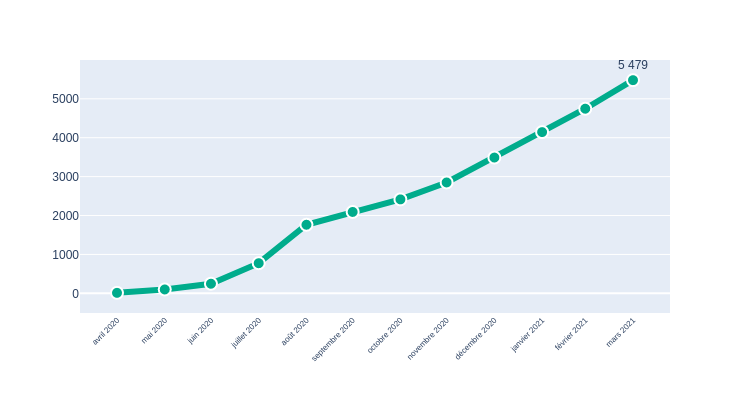 5 479
5000
4000
3000
2000
1000
0
avril 2020
mai 2020
juin 2020
juillet 2020
août 2020
septembre 2020
octobre 2020
novembre 2020
décembre 2020
janvier 2021
février 2021
mars 2021